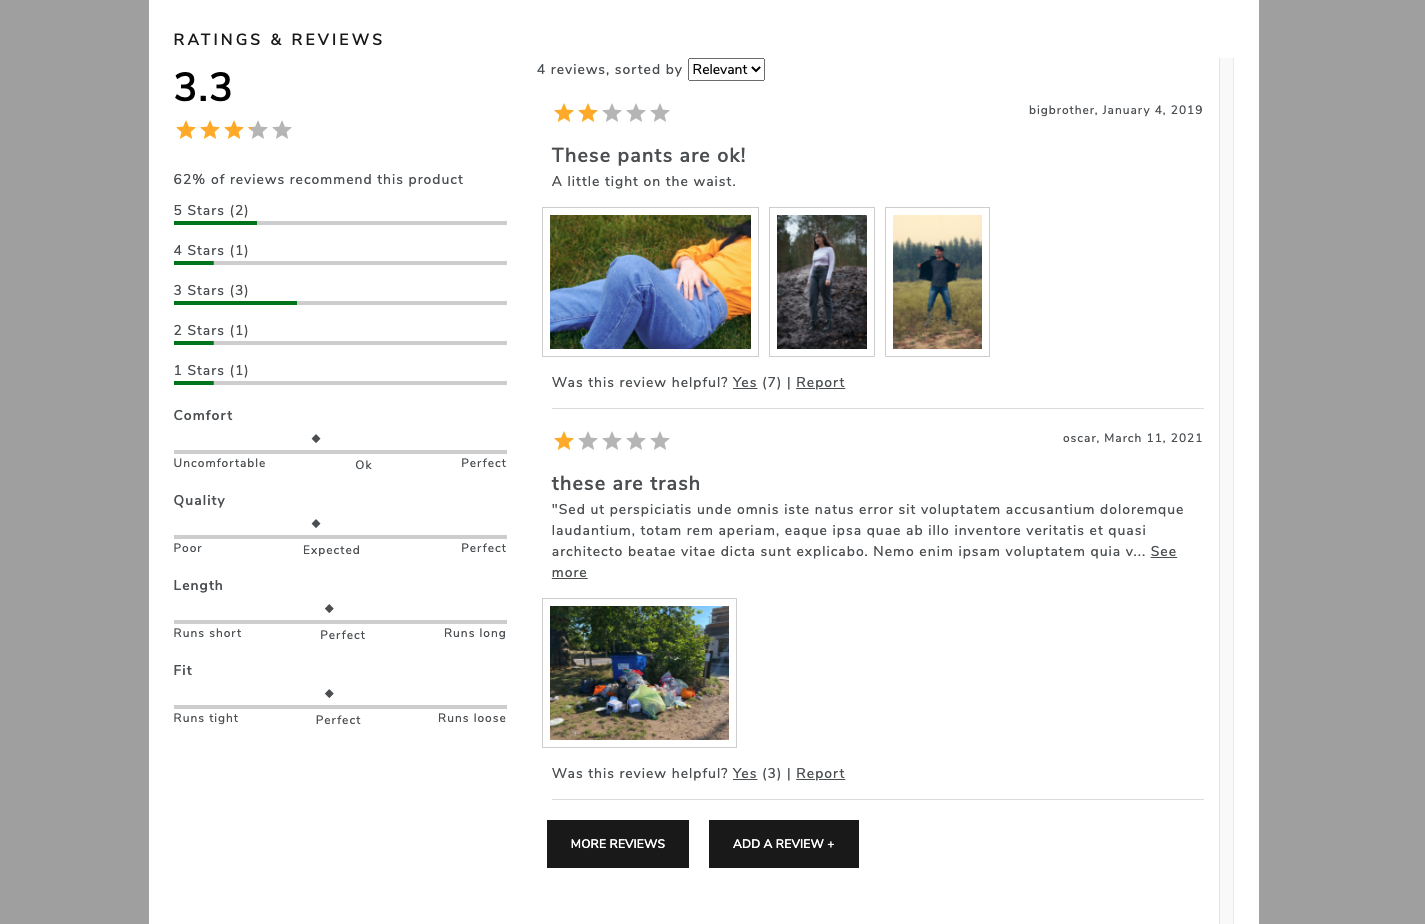 RATINGS & REVIEWS
3.3
62% of reviews recommend this product
5 Stars (2)
4 Stars (1)
3 Stars (3)
2 Stars (1)
1 Stars (1)
Comfort
Uncomfortable Ok Perfect
Quality
Poor Expected Perfect
Length
Runs short Perfect Runs long
Fit
Runs tight Perfect Runs loose
4 reviews, sorted by Relevant
bigbrother, January 4, 2019
These pants are ok!
A little tight on the waist.
Was this review helpful? Yes (7) | Report
oscar, March 11, 2021
these are trash
"Sed ut perspiciatis unde omnis iste natus error sit voluptatem accusantium doloremque
laudantium, totam rem aperiam, eaque ipsa quae ab illo inventore veritatis et quasi
architecto beatae vitae dicta sunt explicabo. Nemo enim ipsam voluptatem quia v... See
more
Was this review helpful? Yes (3) | Report
MORE REVIEWS
ADD A REVIEW +